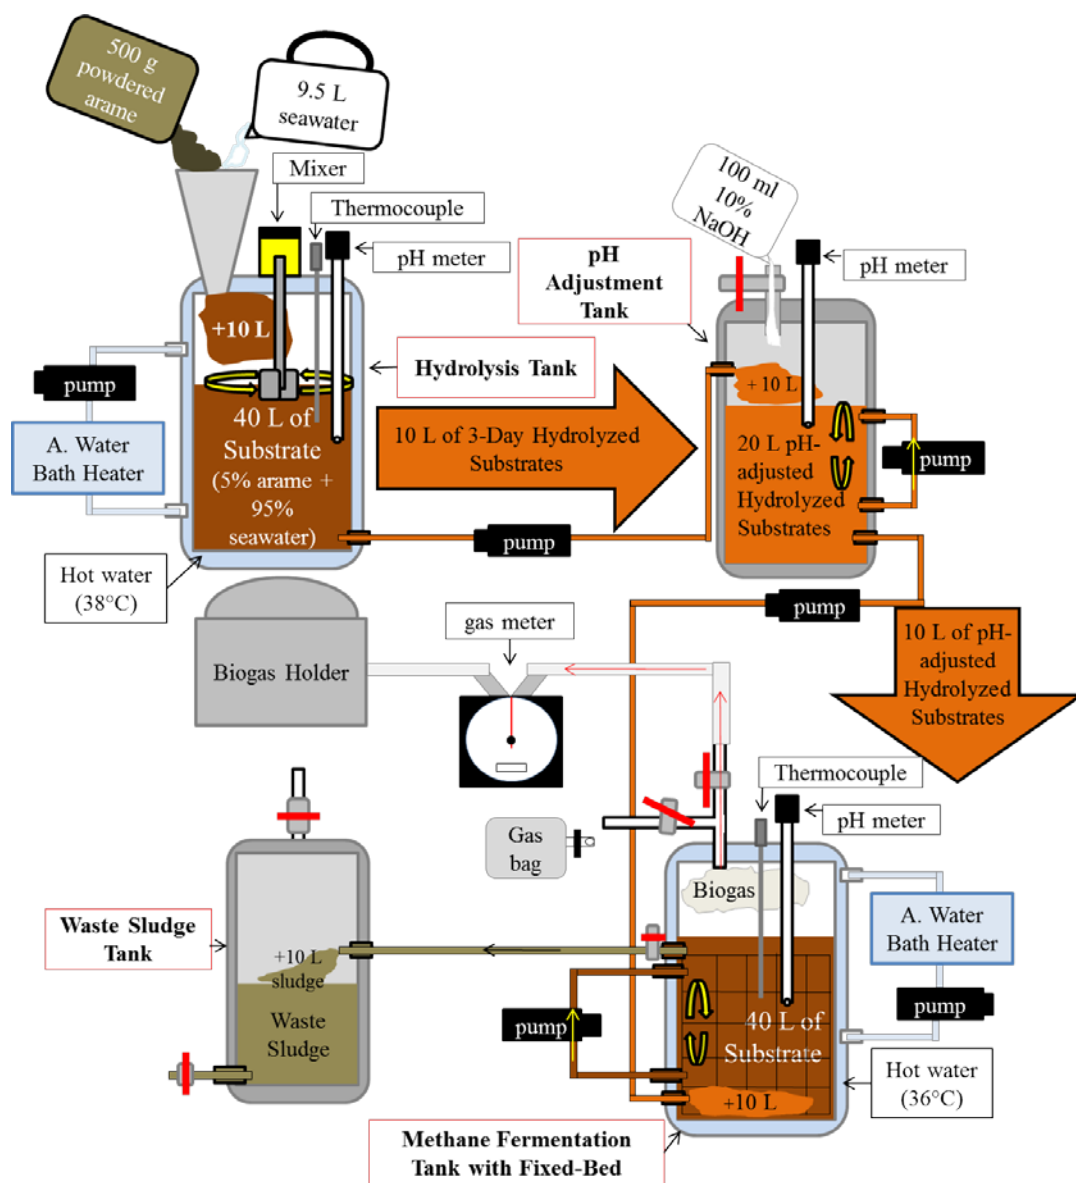 500 g
powdered
arame
9.5 L
seawater
Mixer
Thermocouple
pH meter
+10 L
Hydrolysis Tank
pump
A. Water
Bath Heater
40 L of
Substrate
(5% arame +
95%
seawater)
Hot water
(38°C)
10 L of 3-Day Hydrolyzed
Substrates
pump
100 ml
10%
NaOH
pH
Adjustment
Tank
pH meter
+ 10 L
20 L pH-
adjusted
Hydrolyzed
Substrates
pump
pump
10 L of pH-
adjusted
Hydrolyzed
Substrates
Biogas Holder
gas meter
Gas
bag
Thermocouple
pH meter
Biogas
A. Water
Bath Heater
pump
Hot water
(36°C)
40 L of
Substrate
+10 L
pump
Methane Fermentation
Tank with Fixed-Bed
Waste Sludge
Tank
+10 L
sludge
Waste
Sludge